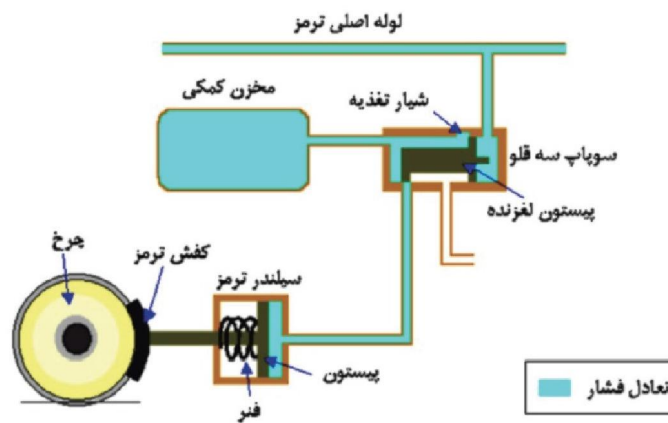 لوله اصلی ترمز
مخزن کمکی
شیار تغذیه
سوپاپ سه قلو
پیستون لغزنده
چرخ
کفش ترمز
سیلندر ترمز
پیستون
فنر
تعادل فشار